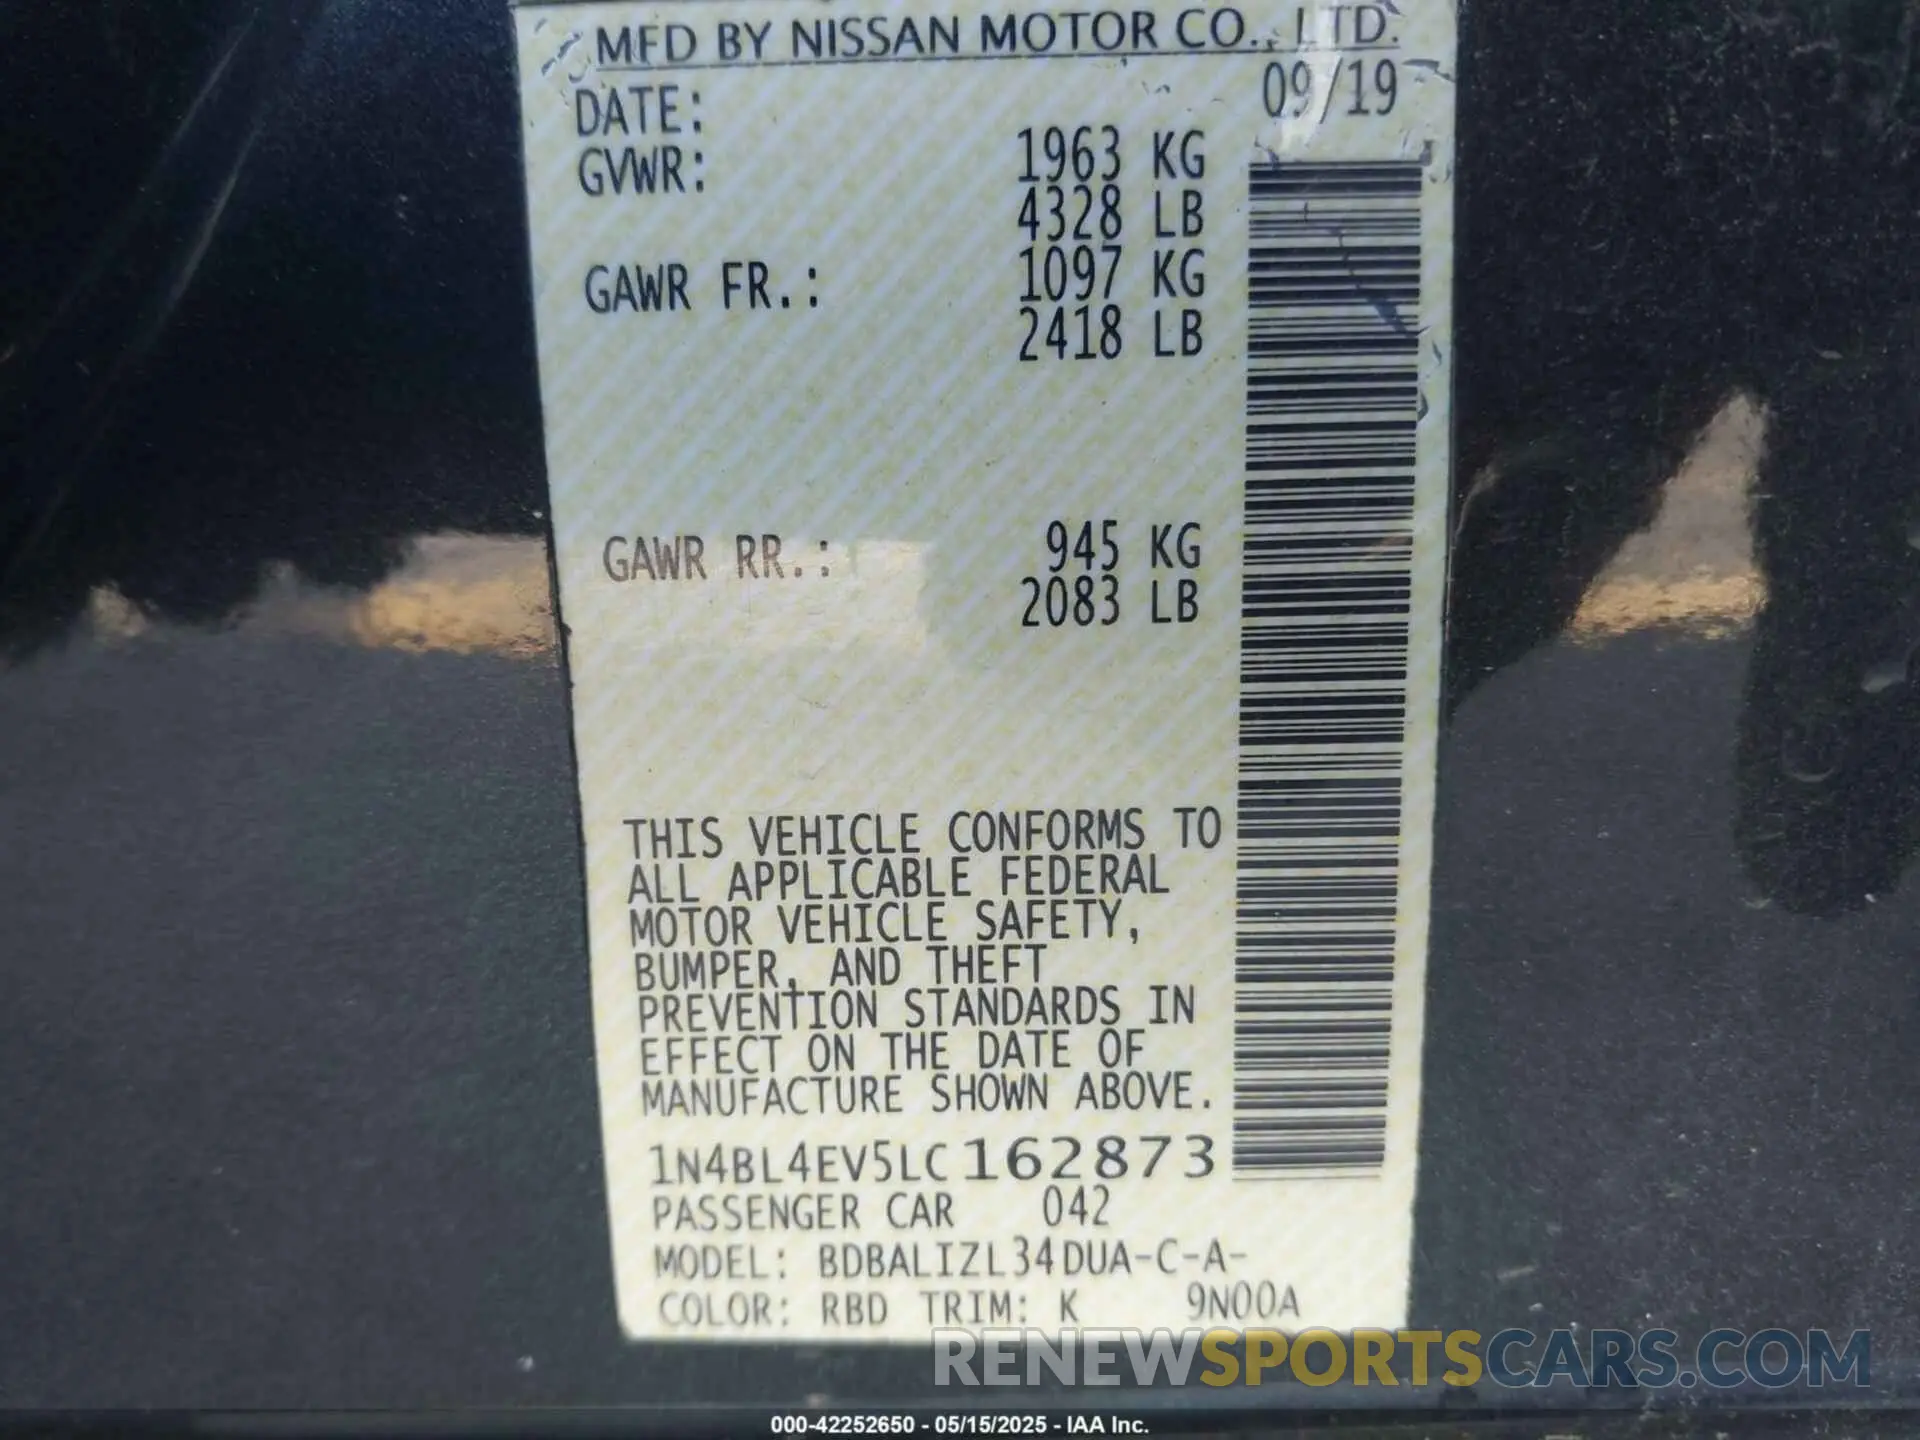 MFD BY NISSAN MOTOR CO., LTD.
DATE: 09/19
GVWR: 1963 KG
4328 LB
GAWR FR.: 1097 KG
2418 LB
GAWR RR.: 945 KG
2083 LB
THIS VEHICLE CONFORMS TO
ALL APPLICABLE FEDERAL
MOTOR VEHICLE SAFETY,
BUMPER, AND THEFT
PREVENTION STANDARDS IN
EFFECT ON THE DATE OF
MANUFACTURE SHOWN ABOVE.
1N4BL4EV5LC162873
PASSENGER CAR 042
MODEL: BDBALIZL34DUA-C-A-
COLOR: RBD TRIM: K 9N00A
RENEWSPORTSCARS.COM
000-42252650 - 05/15/2025 - IAA Inc.